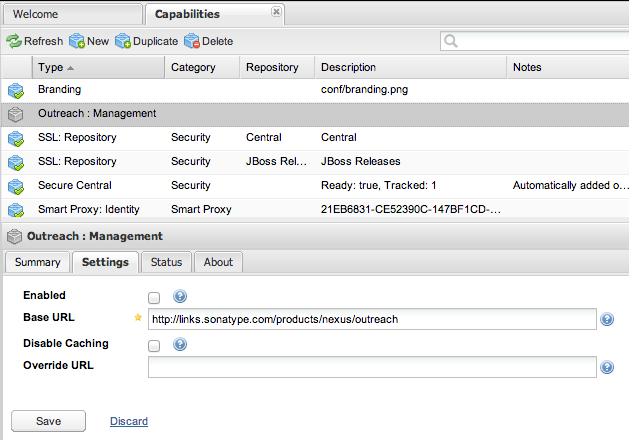 Welcome Capabilities
Refresh New Duplicate Delete
Type Category Repository Description Notes
Branding conf/branding.png
Outreach : Management
SSL: Repository Security Central Central
SSL: Repository Security JBoss Rel... JBoss Releases
Secure Central Security Ready: true, Tracked: 1 Automatically added o...
Smart Proxy: Identity Smart Proxy 21EB6831-CE52390C-147BF1CD-...
Outreach : Management
Summary Settings Status About
Enabled
Base URL http://links.sonatype.com/products/nexus/outreach
Disable Caching
Override URL
Save Discard